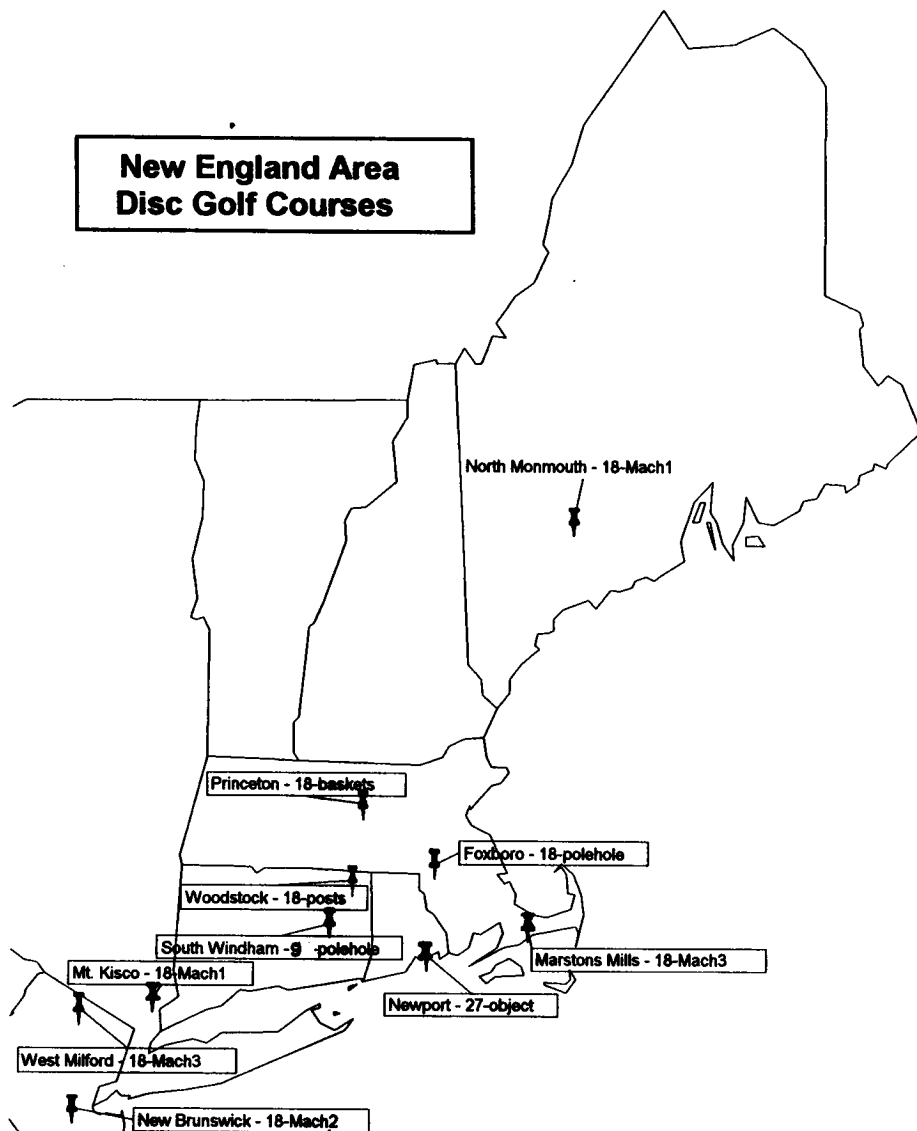 New England Area
Disc Golf Courses
North Monmouth - 18-Mach1
Princeton - 18-baskets
Foxboro - 18-polehole
Woodstock - 18-posts
South Windham -9 -polehole
Marstons Mills - 18-Mach3
Mt. Kisco - 18-Mach1
Newport - 27-object
West Milford - 18-Mach3
New Brunswick - 18-Mach2